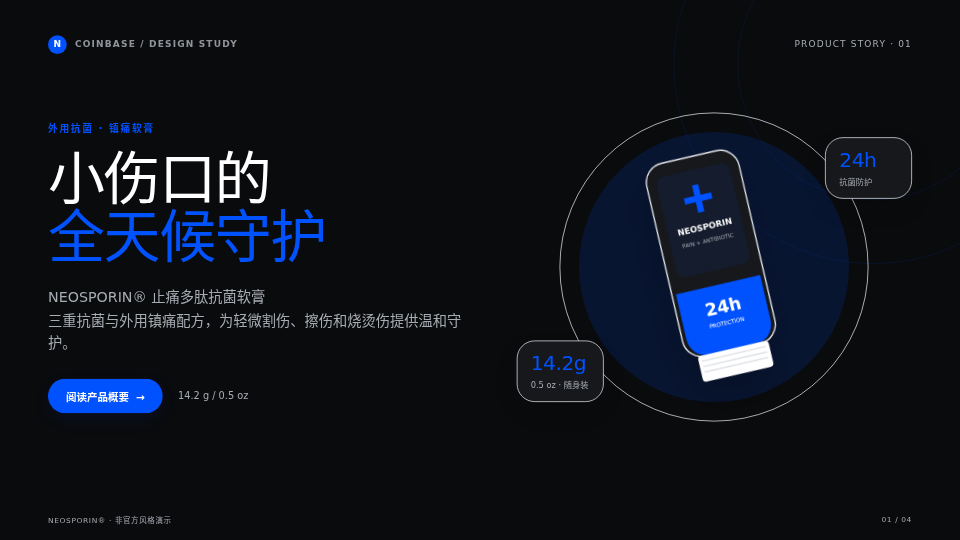 N COINBASE / DESIGN STUDY
PRODUCT STORY · 01
外用抗菌 · 镇痛软膏
小伤口的
全天候守护
NEOSPORIN® 止痛多肽抗菌软膏
三重抗菌与外用镇痛配方，为轻微割伤、擦伤和烧烫伤提供温和守
护。
阅读产品概要 →
14.2 g / 0.5 oz
24h
抗菌防护
NEOSPORIN
PAIN + ANTIBIOTIC
24h
PROTECTION
14.2g
0.5 oz · 随身装
NEOSPORIN® · 非官方风格演示
01 / 04